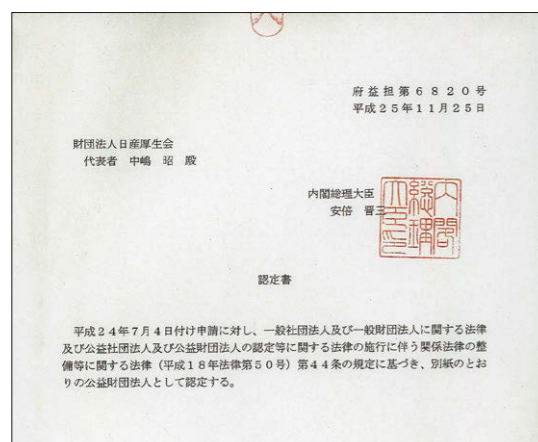 府益担第６８２０号
平成２５年１１月２５日
財団法人日産厚生会
代表者　中嶋　昭　殿
内閣総理大臣
安倍　晋三
内閣総理大臣印
認定書
平成２４年７月４日付け申請に対し、一般社団法人及び一般財団法人に関する法律
及び公益社団法人及び公益財団法人の認定等に関する法律の施行に伴う関係法律の整
備等に関する法律（平成１８年法律第５０号）第４４条の規定に基づき、別紙のとお
りの公益財団法人として認定する。